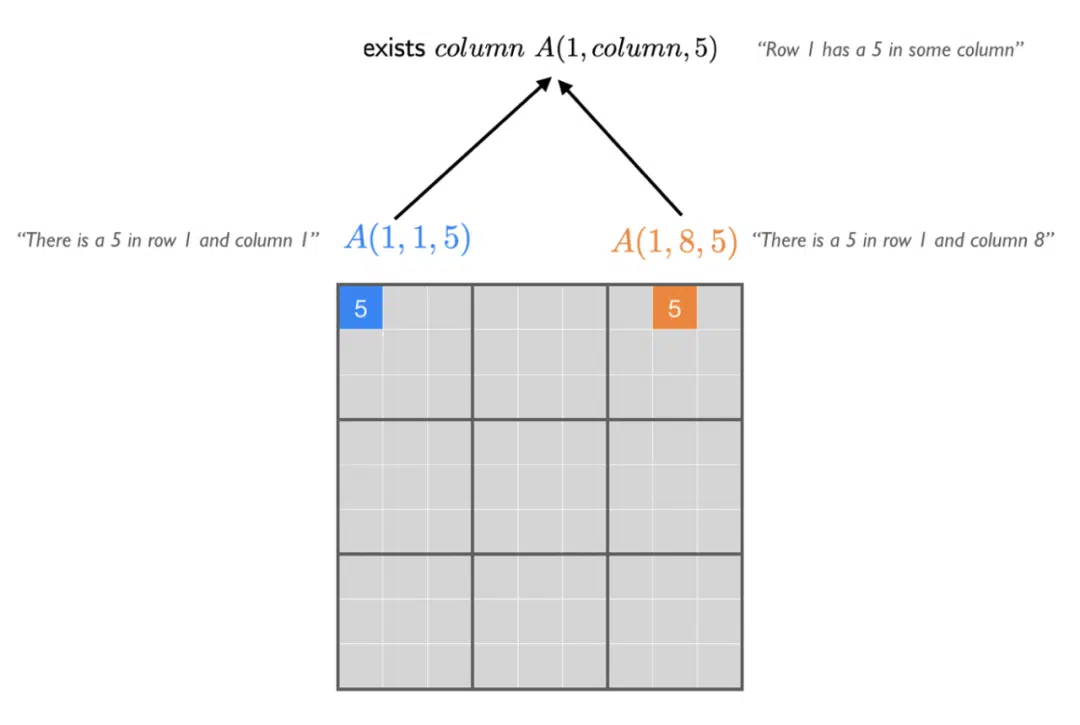 exists column A(1, column, 5) “Row 1 has a 5 in some column”
“There is a 5 in row 1 and column 1” A(1, 1, 5) A(1, 8, 5) “There is a 5 in row 1 and column 8”
5 5